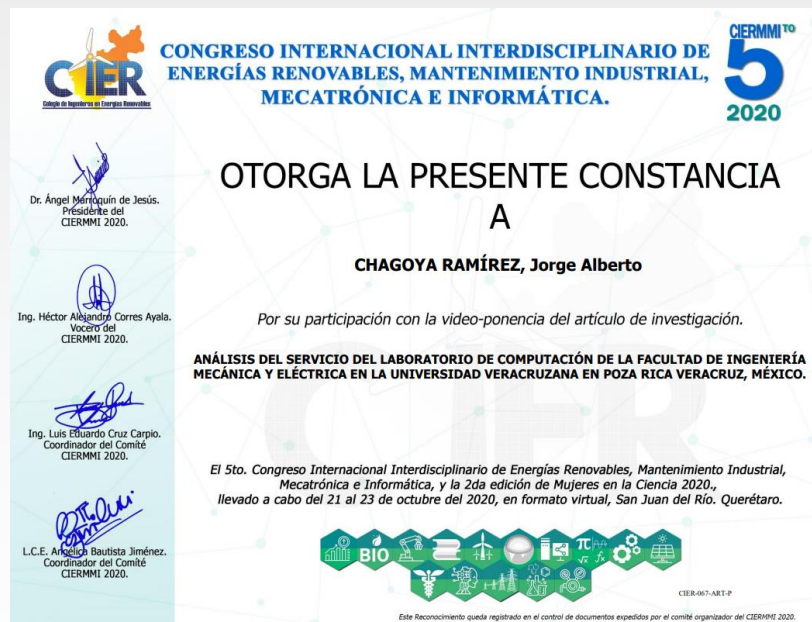 CIER
Colegio de Ingenieros en Energías Renovables
CONGRESO INTERNACIONAL INTERDISCIPLINARIO DE
ENERGÍAS RENOVABLES, MANTENIMIENTO INDUSTRIAL,
MECATRÓNICA E INFORMÁTICA.
CIERMMI TO
5
2020
OTORGA LA PRESENTE CONSTANCIA
A
CHAGOYA RAMÍREZ, Jorge Alberto
Por su participación con la video-ponencia del artículo de investigación.
ANÁLISIS DEL SERVICIO DEL LABORATORIO DE COMPUTACIÓN DE LA FACULTAD DE INGENIERÍA
MECÁNICA Y ELÉCTRICA EN LA UNIVERSIDAD VERACRUZANA EN POZA RICA VERACRUZ, MÉXICO.
El 5to. Congreso Internacional Interdisciplinario de Energías Renovables, Mantenimiento Industrial,
Mecatrónica e Informática, y la 2da edición de Mujeres en la Ciencia 2020.,
llevado a cabo del 21 al 23 de octubre del 2020, en formato virtual, San Juan del Río. Querétaro.
Dr. Ángel Marroquín de Jesús.
Presidente del
CIERMMI 2020.
Ing. Héctor Alejandro Corres Ayala.
Vocero del
CIERMMI 2020.
Ing. Luis Eduardo Cruz Carpio.
Coordinador del Comité
CIERMMI 2020.
L.C.E. Angélica Bautista Jiménez.
Coordinador del Comité
CIERMMI 2020.
BIO
CIER-067-ART-P
Este Reconocimiento queda registrado en el control de documentos expedidos por el comité organizador del CIERMMI 2020.